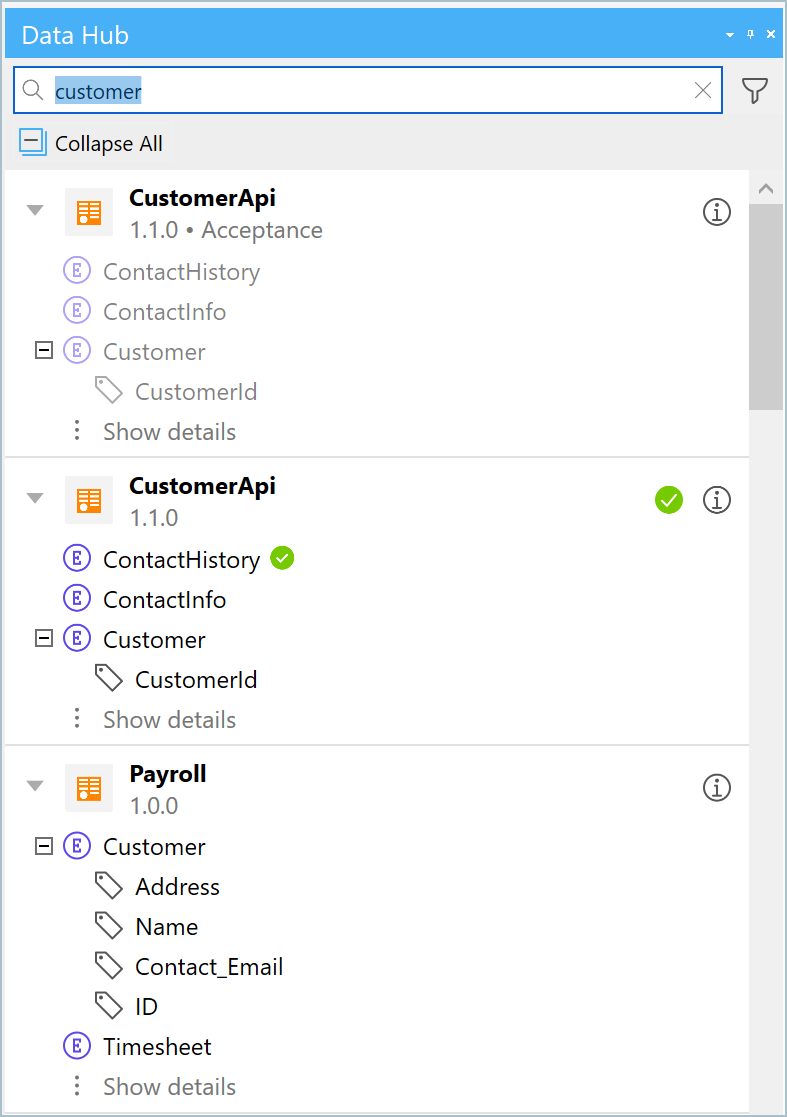 Data Hub
customer
Collapse All
CustomerApi
1.1.0 • Acceptance
E ContactHistory
E ContactInfo
E Customer
CustomerId
Show details
CustomerApi
1.1.0
E ContactHistory
E ContactInfo
E Customer
CustomerId
Show details
Payroll
1.0.0
E Customer
Address
Name
Contact_Email
ID
E Timesheet
Show details